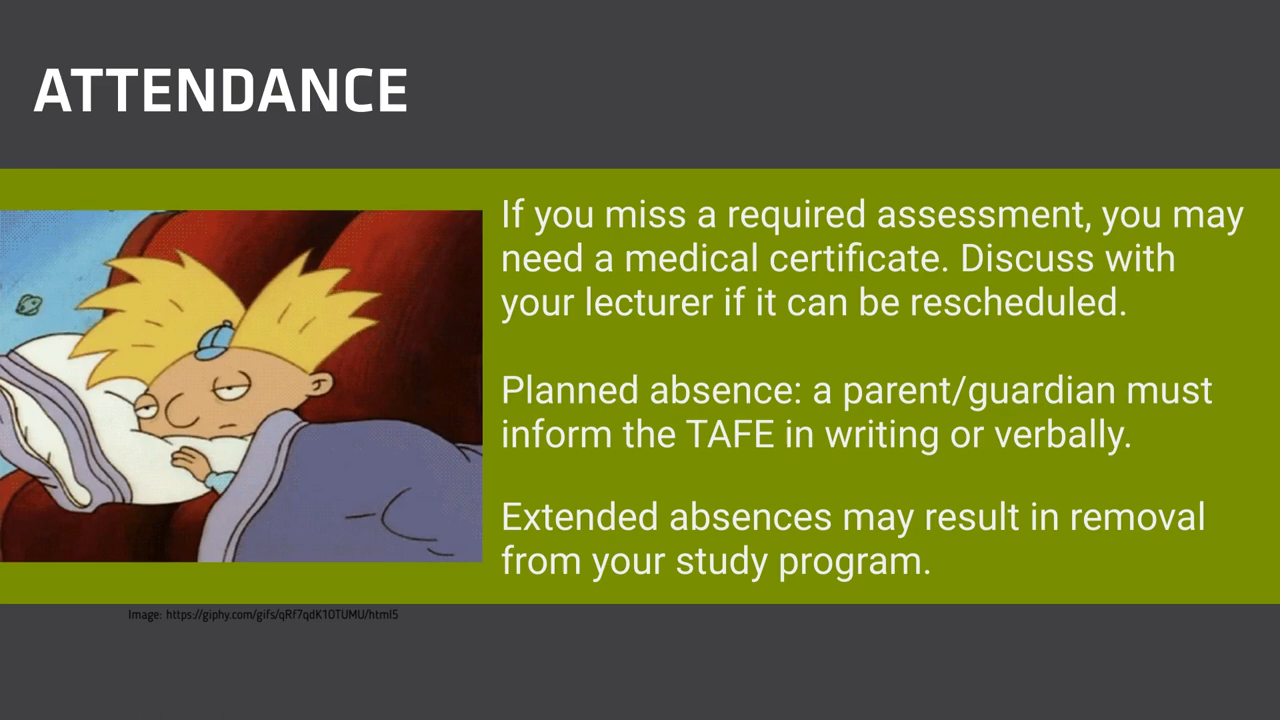 ATTENDANCE
If you miss a required assessment, you may
need a medical certificate. Discuss with
your lecturer if it can be rescheduled.
Planned absence: a parent/guardian must
inform the TAFE in writing or verbally.
Extended absences may result in removal
from your study program.
Image: https://giphy.com/gifs/qRf7qdK1OTUMU/html5